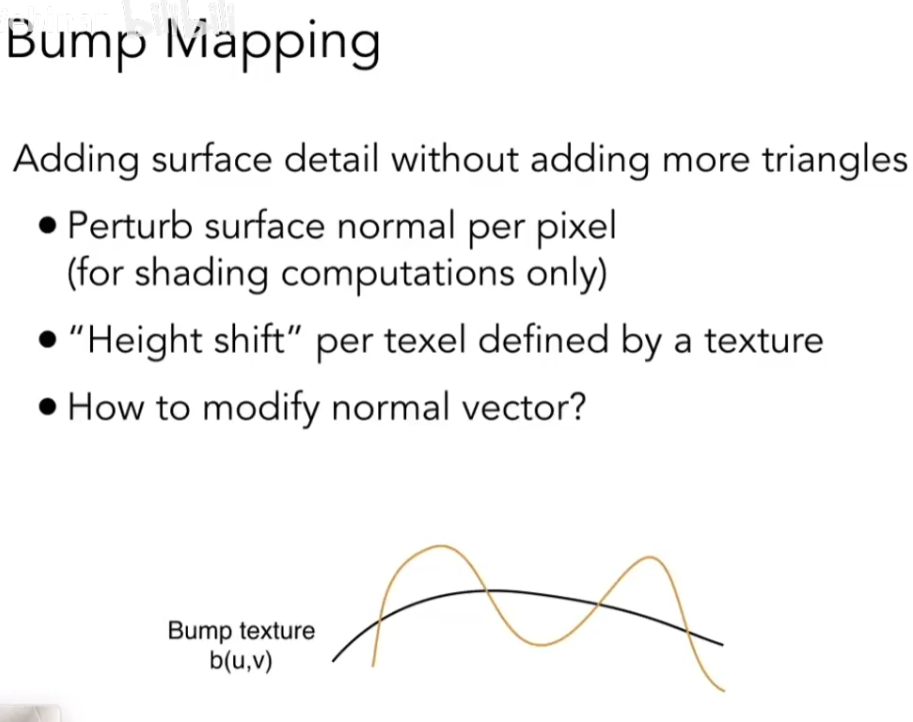 Bump Mapping
Adding surface detail without adding more triangles
• Perturb surface normal per pixel
(for shading computations only)
• “Height shift” per texel defined by a texture
• How to modify normal vector?
Bump texture
b(u,v)